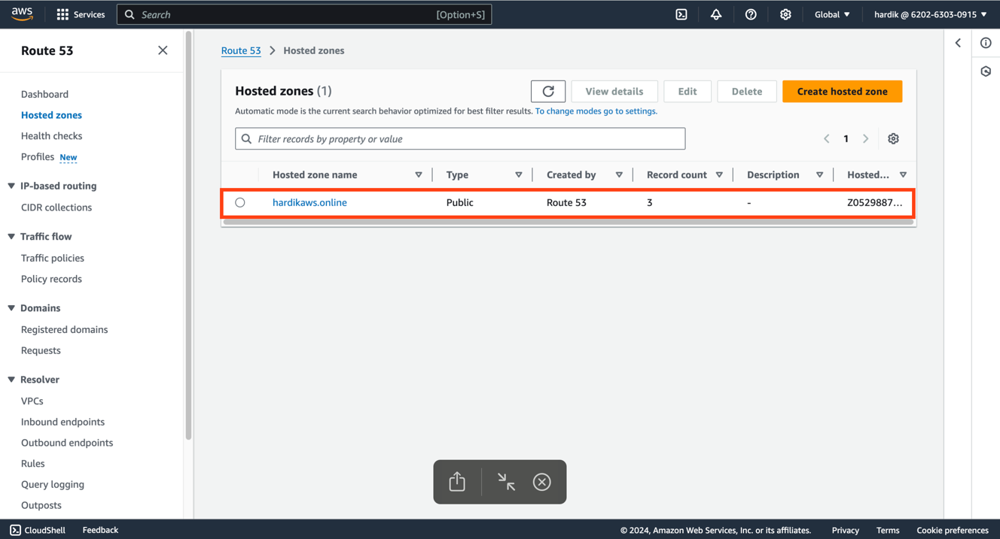 aws Services Search [Option+S] Global ▼ hardik @ 6202-6303-0915 ▼
Route 53
Dashboard
Hosted zones
Health checks
Profiles New
IP-based routing
CIDR collections
Traffic flow
Traffic policies
Policy records
Domains
Registered domains
Requests
Resolver
VPCs
Inbound endpoints
Outbound endpoints
Rules
Query logging
Outposts
Route 53 > Hosted zones
Hosted zones (1)
View details Edit Delete Create hosted zone
Automatic mode is the current search behavior optimized for best filter results. To change modes go to settings.
Filter records by property or value
1
Hosted zone name Type Created by Record count Description Hosted...
hardikaws.online Public Route 53 3 - Z0529887...
CloudShell Feedback © 2024, Amazon Web Services, Inc. or its affiliates. Privacy Terms Cookie preferences